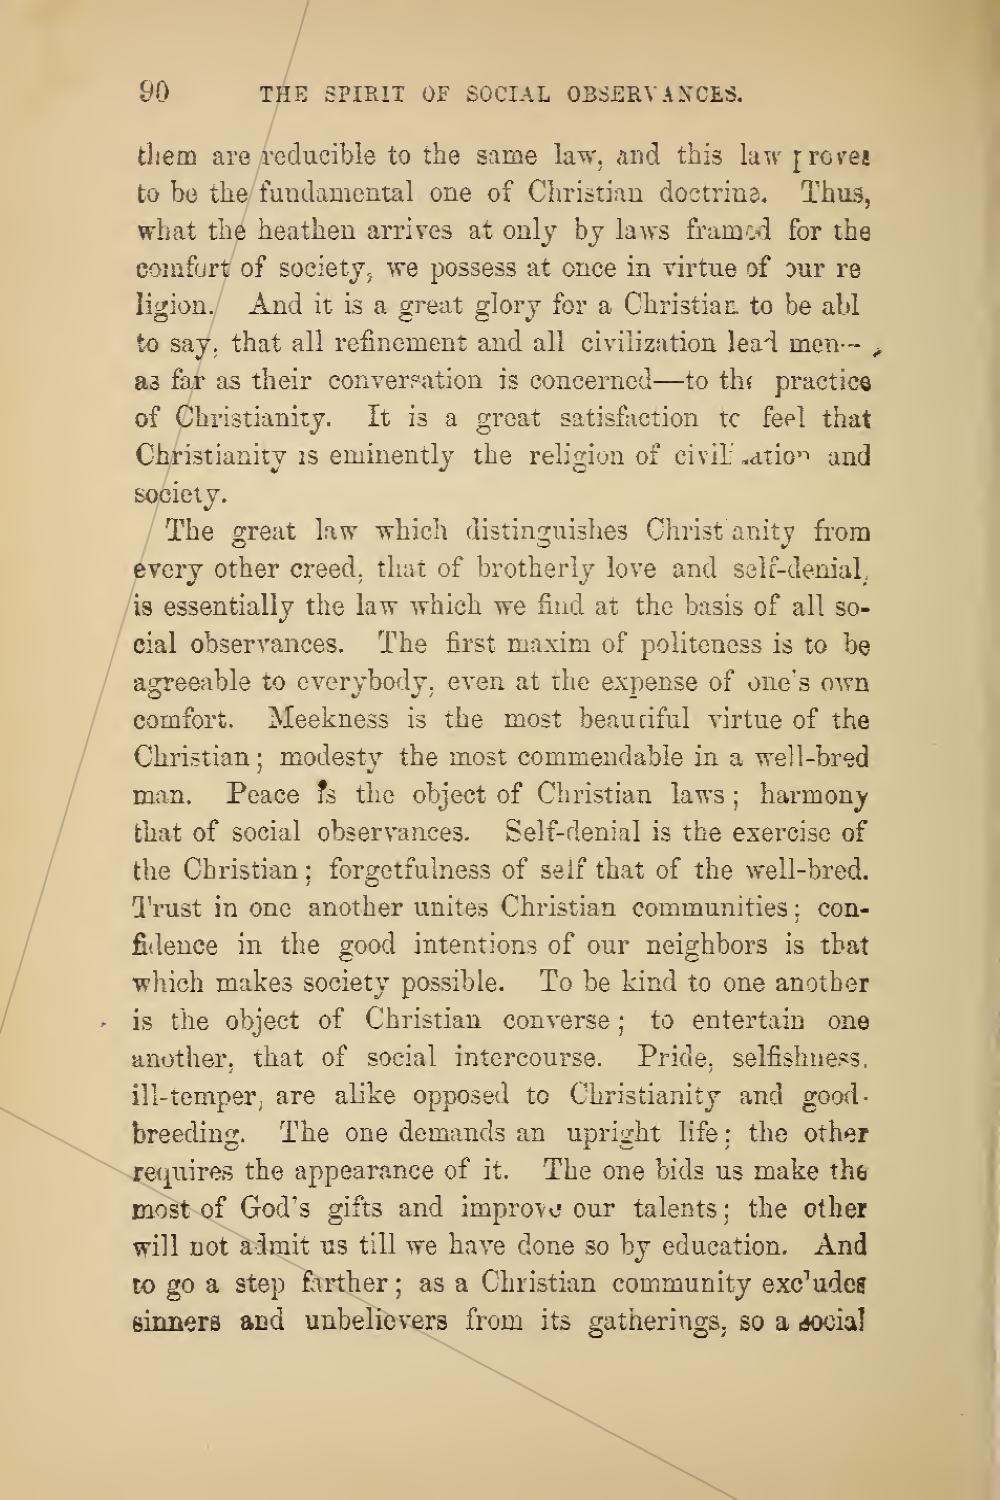 90 THE SPIRIT OF SOCIAL OBSERVANCES.
them are reducible to the same law, and this law proves
to be the fundamental one of Christian doctrine. Thus,
what the heathen arrives at only by laws framed for the
comfort of society, we possess at once in virtue of our re
ligion. And it is a great glory for a Christian to be abl
to say, that all refinement and all civilization lead men—,
as far as their conversation is concerned—to the practice
of Christianity. It is a great satisfaction to feel that
Christianity is eminently the religion of civilization and
society.
The great law which distinguishes Christianity from
every other creed, that of brotherly love and self-denial,
is essentially the law which we find at the basis of all so-
cial observances. The first maxim of politeness is to be
agreeable to everybody, even at the expense of one's own
comfort. Meekness is the most beautiful virtue of the
Christian; modesty the most commendable in a well-bred
man. Peace is the object of Christian laws; harmony
that of social observances. Self-denial is the exercise of
the Christian; forgetfulness of self that of the well-bred.
Trust in one another unites Christian communities; con-
fidence in the good intentions of our neighbors is that
which makes society possible. To be kind to one another
is the object of Christian converse; to entertain one
another, that of social intercourse. Pride, selfishness,
ill-temper, are alike opposed to Christianity and good-
breeding. The one demands an upright life; the other
requires the appearance of it. The one bids us make the
most of God's gifts and improve our talents; the other
will not admit us till we have done so by education. And
to go a step farther; as a Christian community excludes
sinners and unbelievers from its gatherings, so a social